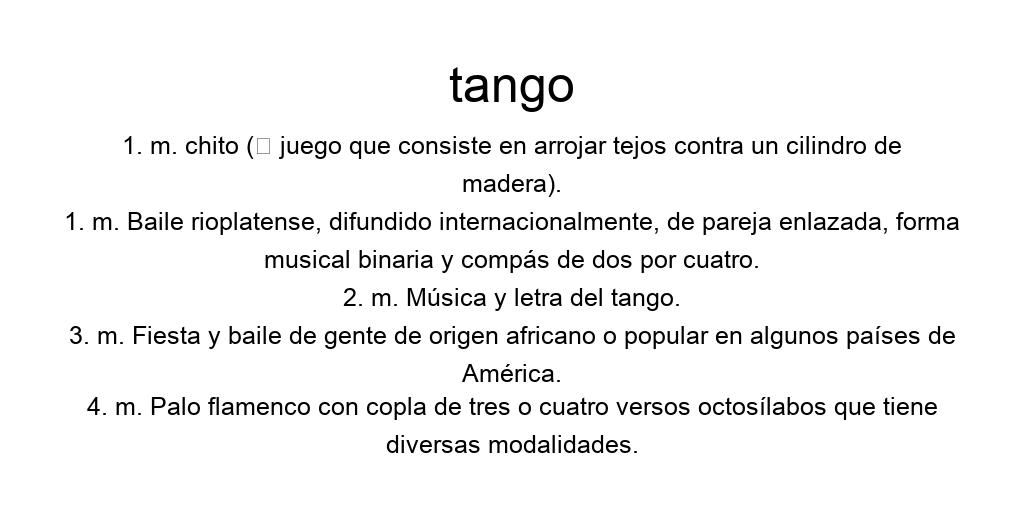 tango
1. m. chito (▯ juego que consiste en arrojar tejos contra un cilindro de
madera).
1. m. Baile rioplatense, difundido internacionalmente, de pareja enlazada, forma
musical binaria y compás de dos por cuatro.
2. m. Música y letra del tango.
3. m. Fiesta y baile de gente de origen africano o popular en algunos países de
América.
4. m. Palo flamenco con copla de tres o cuatro versos octosílabos que tiene
diversas modalidades.